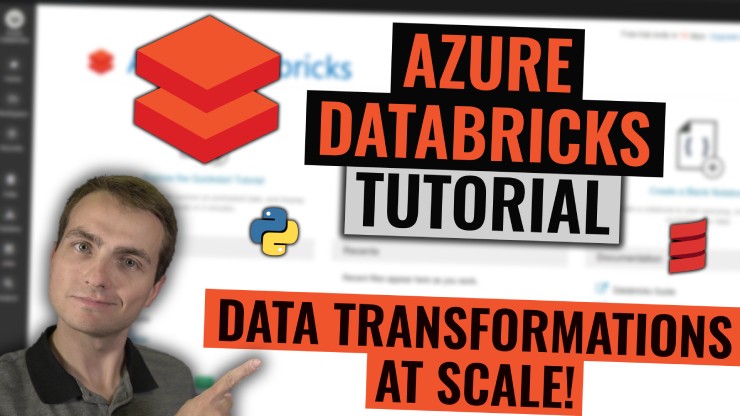 AZURE
DATABRICKS
TUTORIAL
DATA TRANSFORMATIONS
AT SCALE!